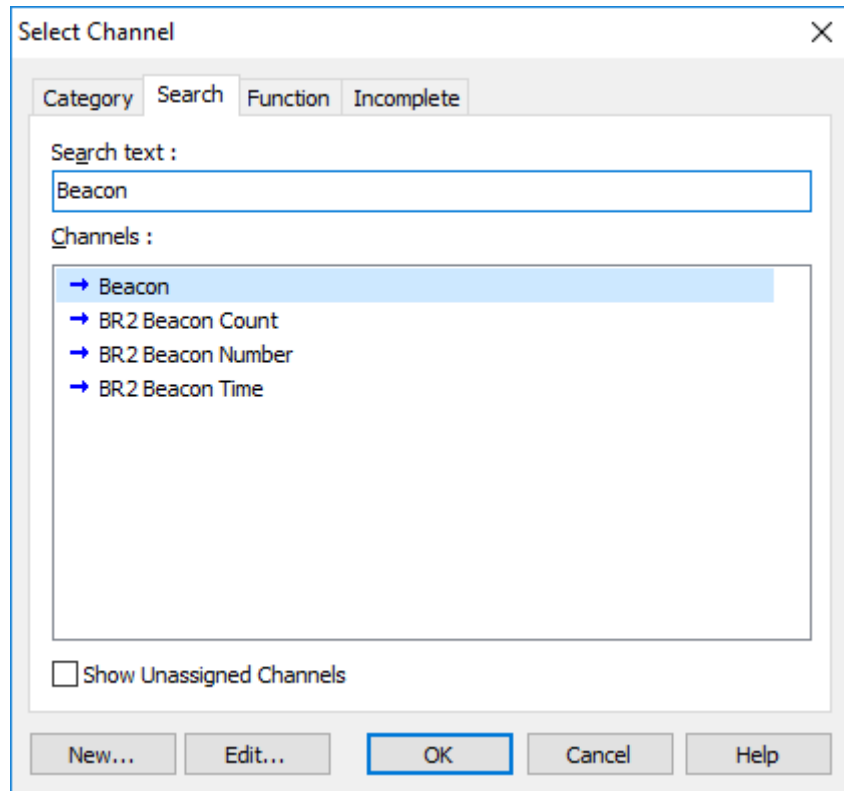 Select Channel
Category Search Function Incomplete
Search text :
Beacon
Channels :
Beacon
BR2 Beacon Count
BR2 Beacon Number
BR2 Beacon Time
Show Unassigned Channels
New... Edit... OK Cancel Help